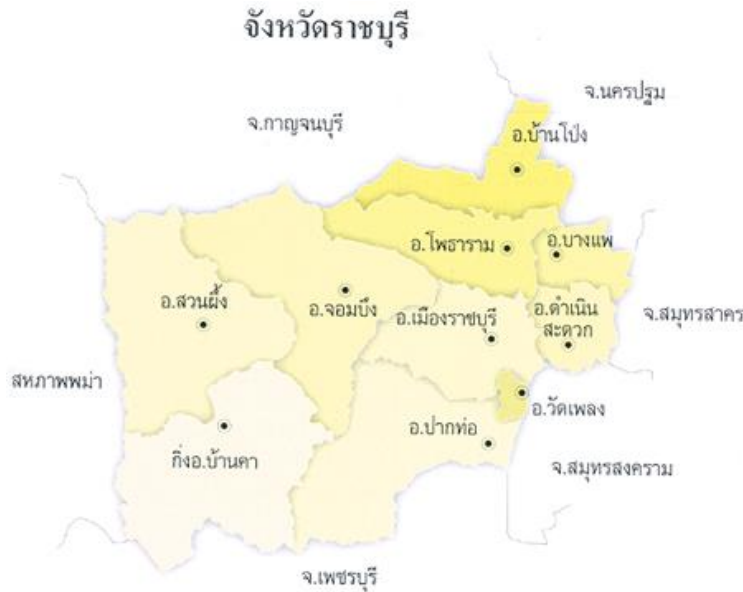 จังหวัดราชบุรี
จ.นครปฐม
จ.กาญจนบุรี
อ.บ้านโป่ง
อ.โพธาราม
อ.บางแพ
อ.สวนผึ้ง
อ.จอมบึง
อ.เมืองราชบุรี
อ.ดำเนิน
สะดวก
จ.สมุทรสาคร
สหภาพพม่า
อ.วัดเพลง
อ.ปากท่อ
กิ่งอ.บ้านคา
จ.สมุทรสงคราม
จ.เพชรบุรี